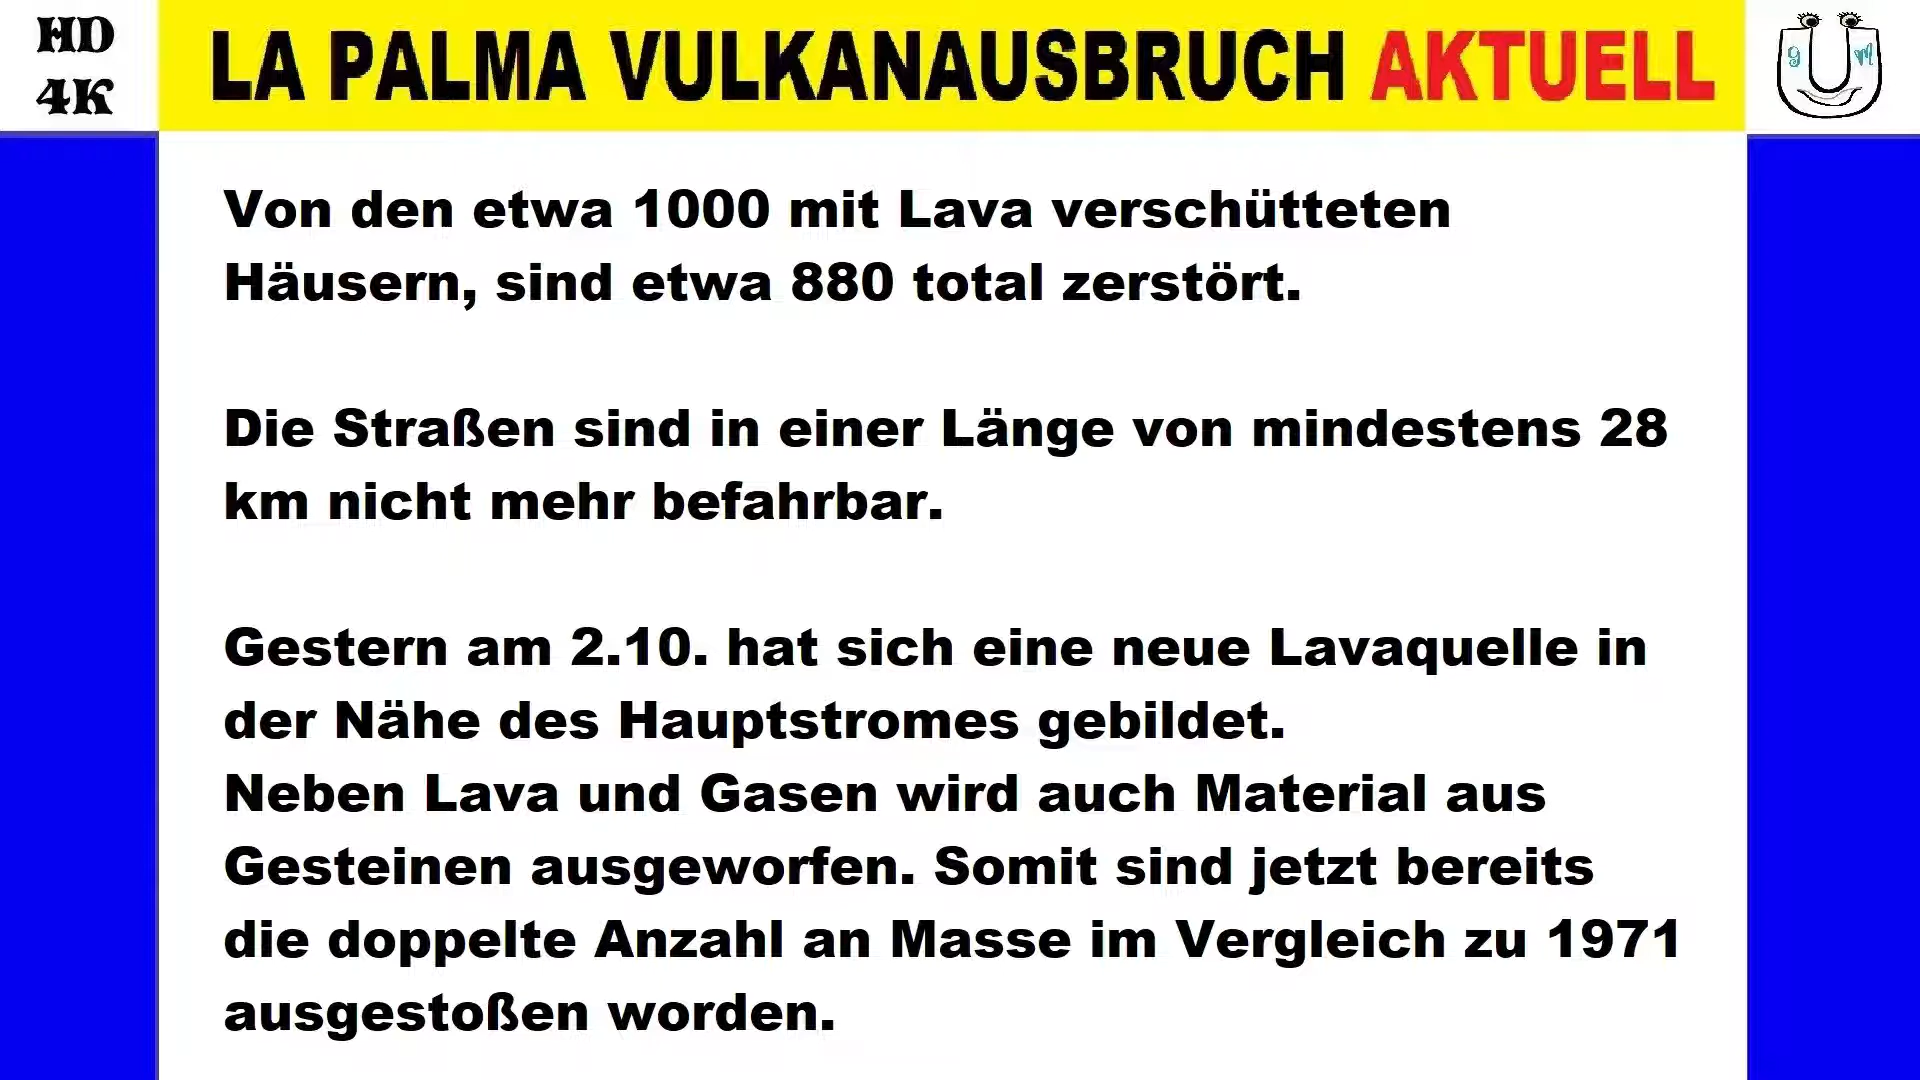 HD
4K
LA PALMA VULKANAUSBRUCH AKTUELL
g U M
Von den etwa 1000 mit Lava verschütteten
Häusern, sind etwa 880 total zerstört.
Die Straßen sind in einer Länge von mindestens 28
km nicht mehr befahrbar.
Gestern am 2.10. hat sich eine neue Lavaquelle in
der Nähe des Hauptstromes gebildet.
Neben Lava und Gasen wird auch Material aus
Gesteinen ausgeworfen. Somit sind jetzt bereits
die doppelte Anzahl an Masse im Vergleich zu 1971
ausgestoßen worden.